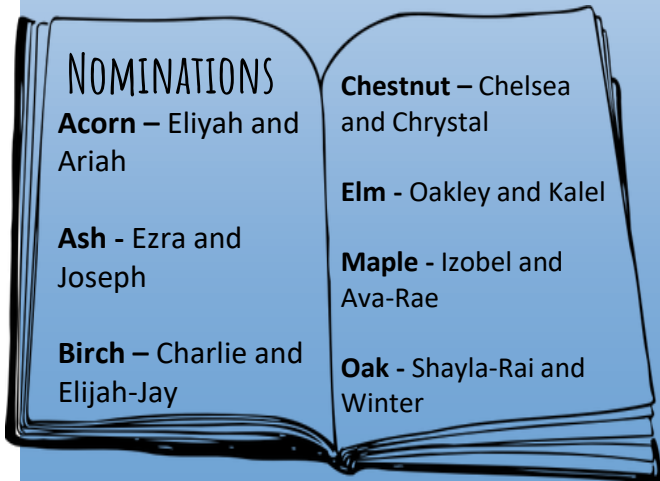 NOMINATIONS
Acorn – Eliyah and
Ariah
Ash - Ezra and
Joseph
Birch – Charlie and
Elijah-Jay
Chestnut – Chelsea
and Chrystal
Elm - Oakley and Kalel
Maple - Izobel and
Ava-Rae
Oak - Shayla-Rai and
Winter